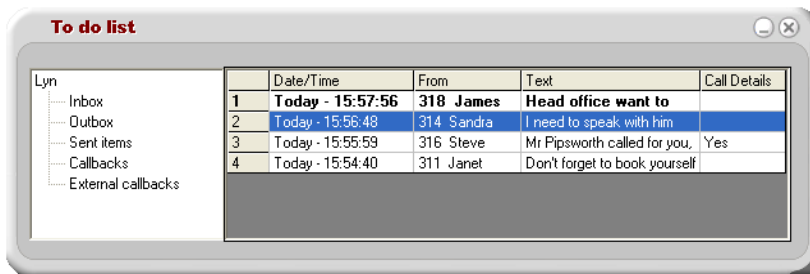 To do list
Lyn
Inbox
Outbox
Sent items
Callbacks
External callbacks
Date/Time From Text Call Details
1 Today - 15:57:56 318 James Head office want to
2 Today - 15:56:48 314 Sandra I need to speak with him
3 Today - 15:55:59 316 Steve Mr Pipsworth called for you, Yes
4 Today - 15:54:40 311 Janet Don't forget to book yourself